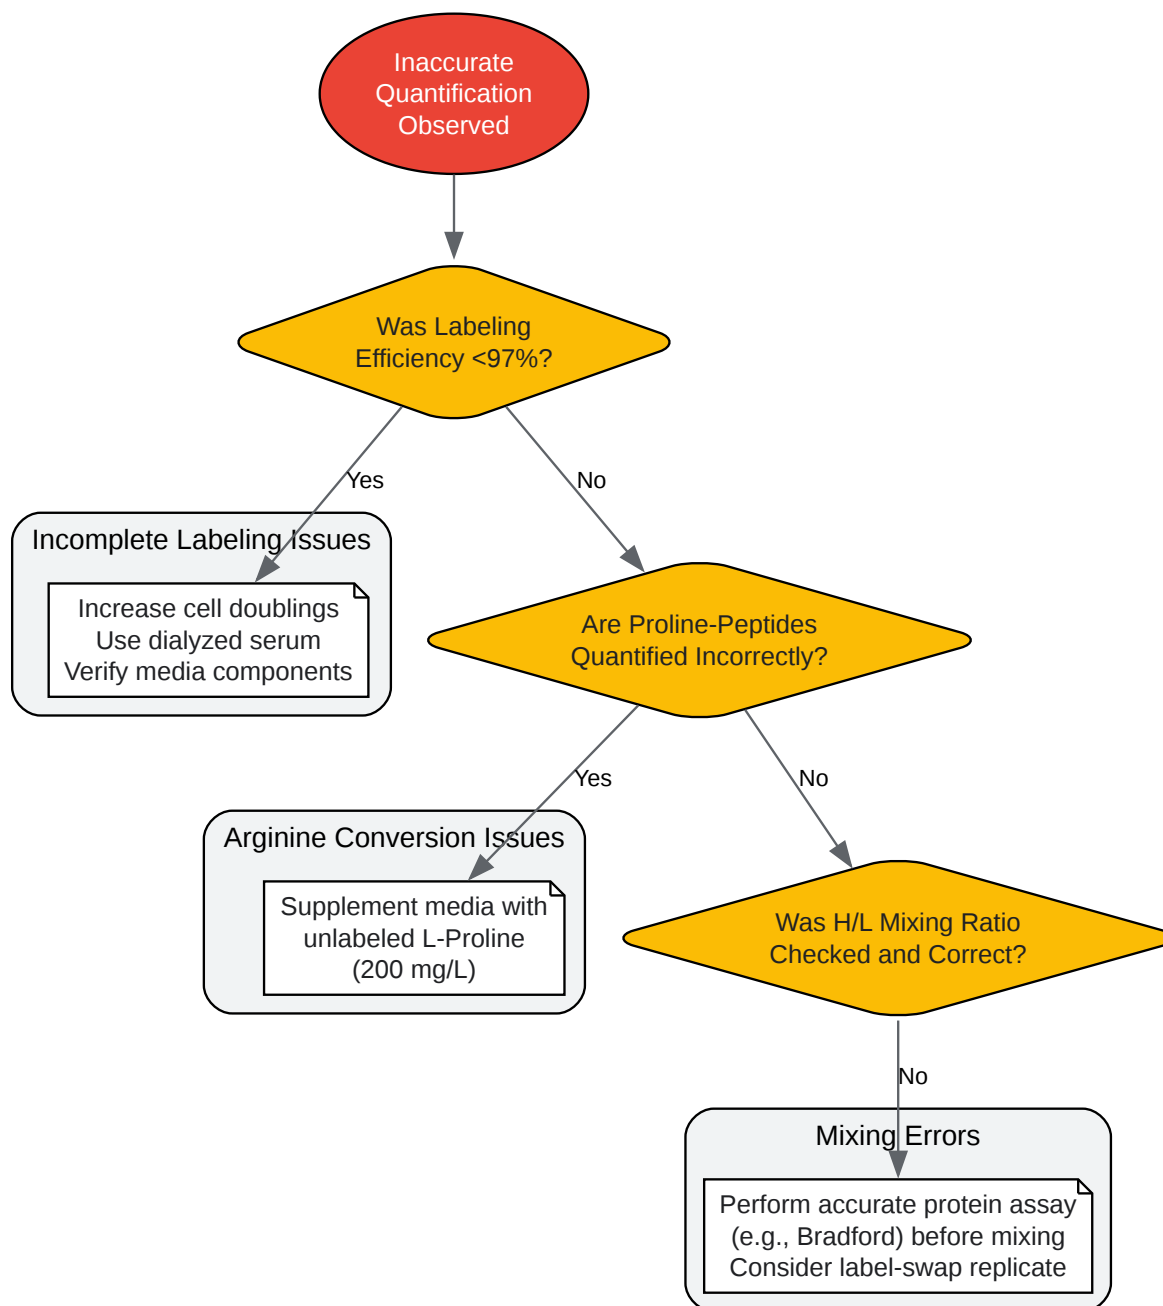 Inaccurate
Quantification
Observed
Was Labeling
Efficiency <97%?
Yes
No
Incomplete Labeling Issues
Increase cell doublings
Use dialyzed serum
Verify media components
Are Proline-Peptides
Quantified Incorrectly?
Yes
No
Arginine Conversion Issues
Supplement media with
unlabeled L-Proline
(200 mg/L)
Was H/L Mixing Ratio
Checked and Correct?
No
Mixing Errors
Perform accurate protein assay
(e.g., Bradford) before mixing
Consider label-swap replicate